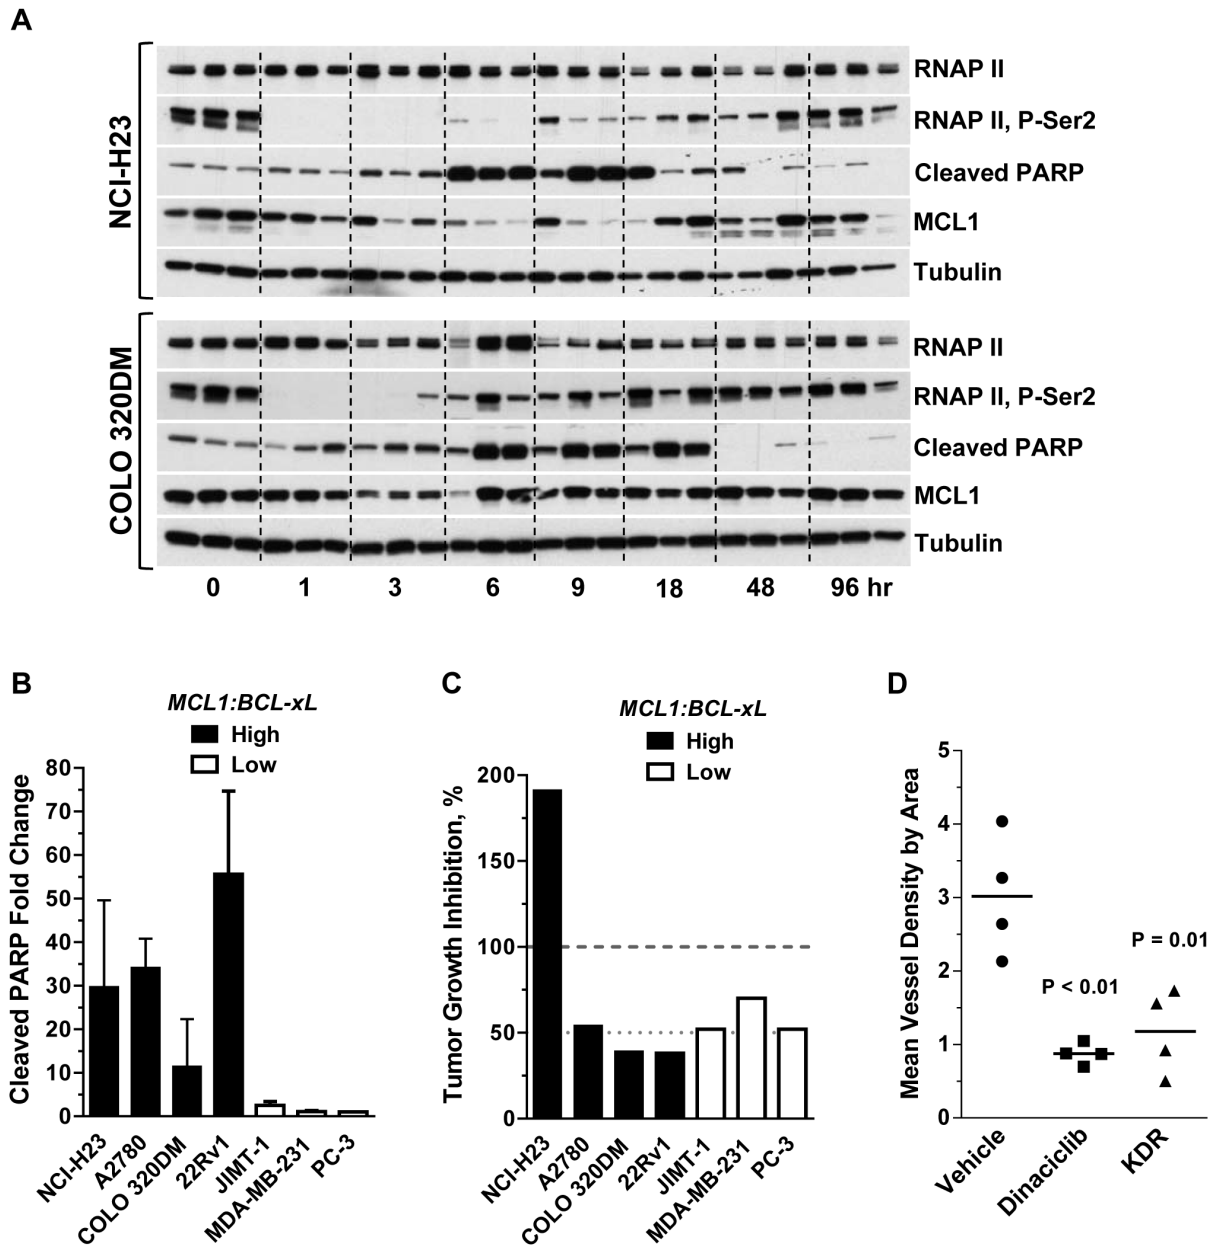 A
NCI-H23
RNAP II
RNAP II, P-Ser2
Cleaved PARP
MCL1
Tubulin
COLO 320DM
RNAP II
RNAP II, P-Ser2
Cleaved PARP
MCL1
Tubulin
0 1 3 6 9 18 48 96 hr
B
MCL1:BCL-xL
High
Low
Cleaved PARP Fold Change
80
70
60
50
40
30
20
10
0
NCI-H23
A2780
COLO 320DM
22Rv1
JIMT-1
MDA-MB-231
PC-3
C
MCL1:BCL-xL
High
Low
Tumor Growth Inhibition, %
200
150
100
50
0
NCI-H23
A2780
COLO 320DM
22Rv1
JIMT-1
MDA-MB-231
PC-3
D
Mean Vessel Density by Area
5
4
3
2
1
0
P < 0.01
P = 0.01
Vehicle
Dinaciclib
KDR